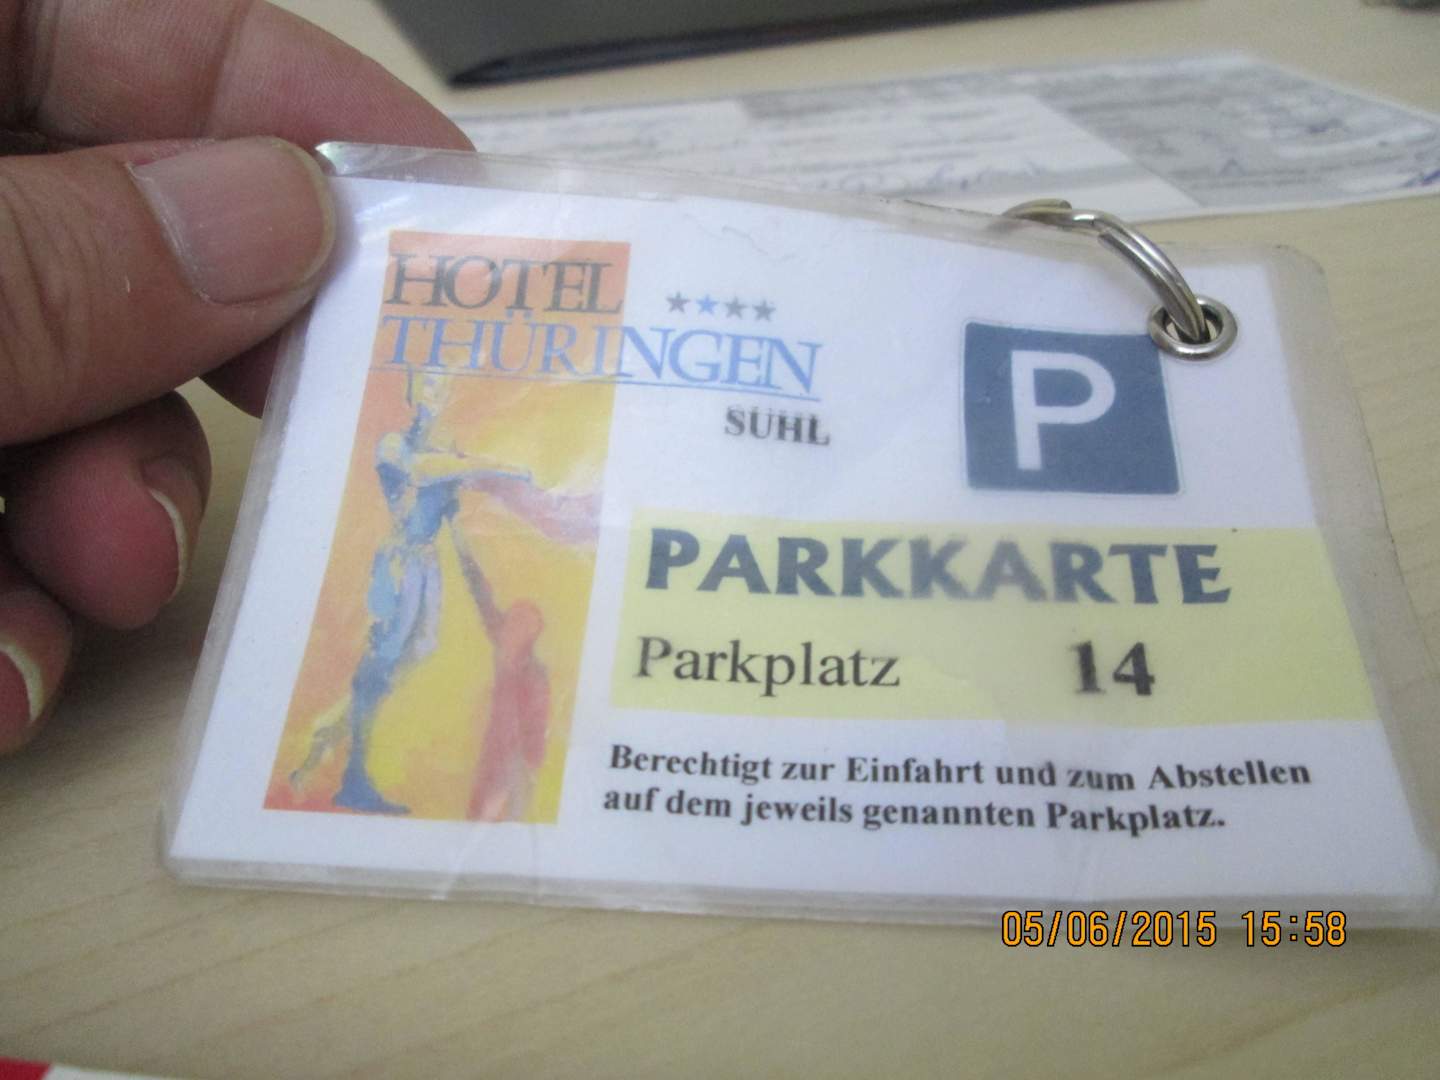 HOTEL
THÜRINGEN
SUHL
P
PARKKARTE
Parkplatz 14
Berechtigt zur Einfahrt und zum Abstellen
auf dem jeweils genannten Parkplatz.
05/06/2015 15:58